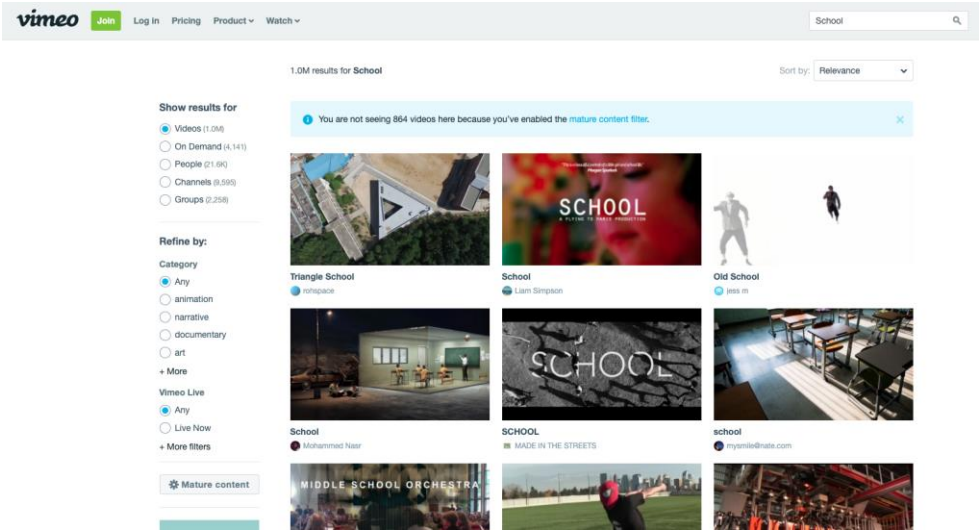 vimeo Join Log in Pricing Product Watch School
1.0M results for School
Sort by: Relevance
Show results for
Videos (1.0M)
On Demand (4,141)
People (21.6K)
Channels (9,595)
Groups (2,258)
You are not seeing 864 videos here because you've enabled the mature content filter.
Refine by:
Category
Any
animation
narrative
documentary
art
+ More
Vimeo Live
Any
Live Now
+ More filters
Mature content
Triangle School
rohspace
SCHOOL
A FLYING TO PARIS PRODUCTION
School
Liam Simpson
Old School
jess m
School
Mohammed Nasr
SCHOOL
SCHOOL
MADE IN THE STREETS
school
mysmile@nate.com
MIDDLE SCHOOL ORCHESTRA